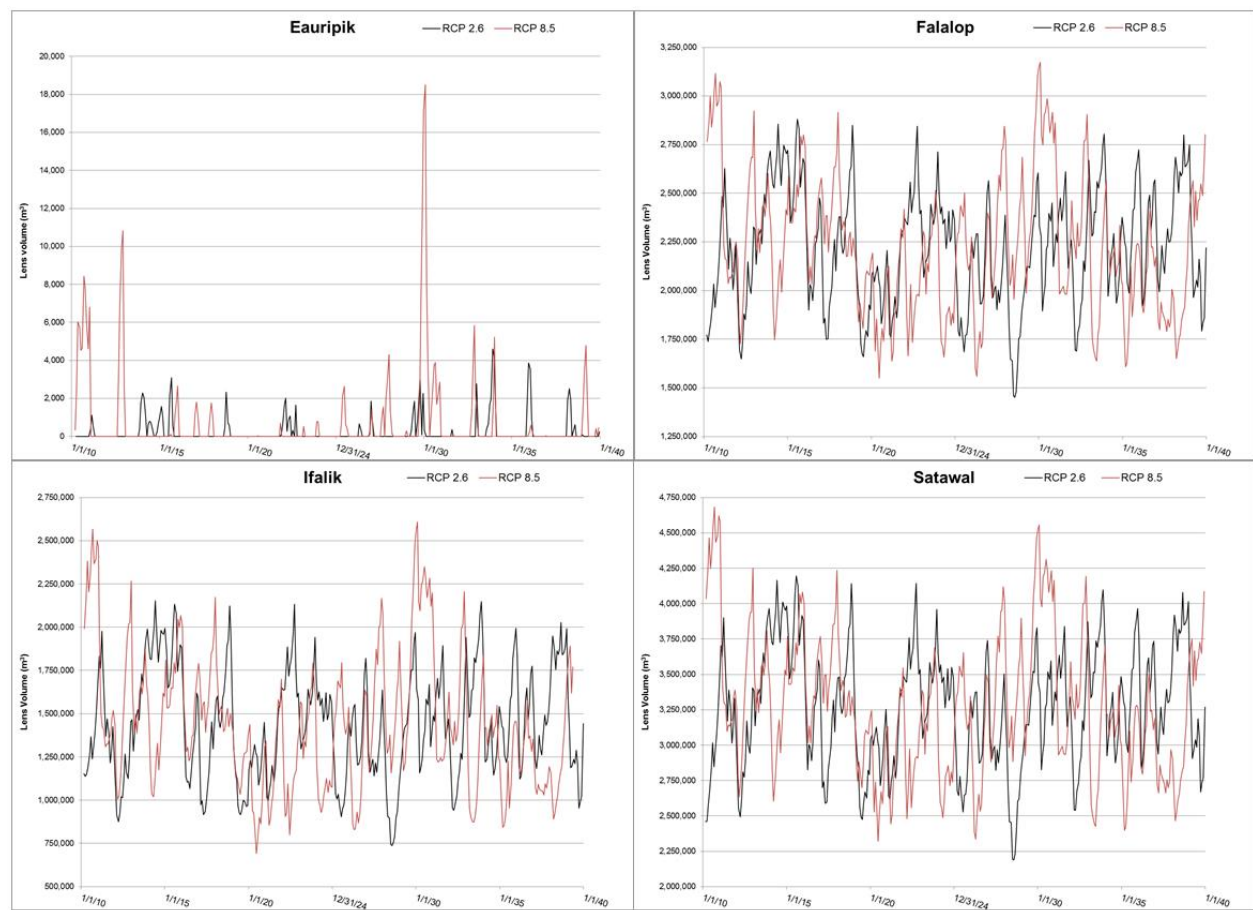 Eauripik
RCP 2.6 RCP 8.5
20,000
18,000
16,000
14,000
12,000
10,000
8,000
6,000
4,000
2,000
0
Lens Volume (m³)
1/1/10 1/1/15 1/1/20 12/31/24 1/1/30 1/1/35 1/1/40
Falalop
RCP 2.6 RCP 8.5
3,250,000
3,000,000
2,750,000
2,500,000
2,250,000
2,000,000
1,750,000
1,500,000
1,250,000
Lens Volume (m³)
1/1/10 1/1/15 1/1/20 12/31/24 1/1/30 1/1/35 1/1/40
Ifalik
RCP 2.6 RCP 8.5
2,750,000
2,500,000
2,250,000
2,000,000
1,750,000
1,500,000
1,250,000
1,000,000
750,000
500,000
Lens Volume (m³)
1/1/10 1/1/15 1/1/20 12/31/24 1/1/30 1/1/35 1/1/40
Satawal
RCP 2.6 RCP 8.5
4,750,000
4,500,000
4,250,000
4,000,000
3,750,000
3,500,000
3,250,000
3,000,000
2,750,000
2,500,000
2,250,000
2,000,000
Lens Volume (m³)
1/1/10 1/1/15 1/1/20 12/31/24 1/1/30 1/1/35 1/1/40